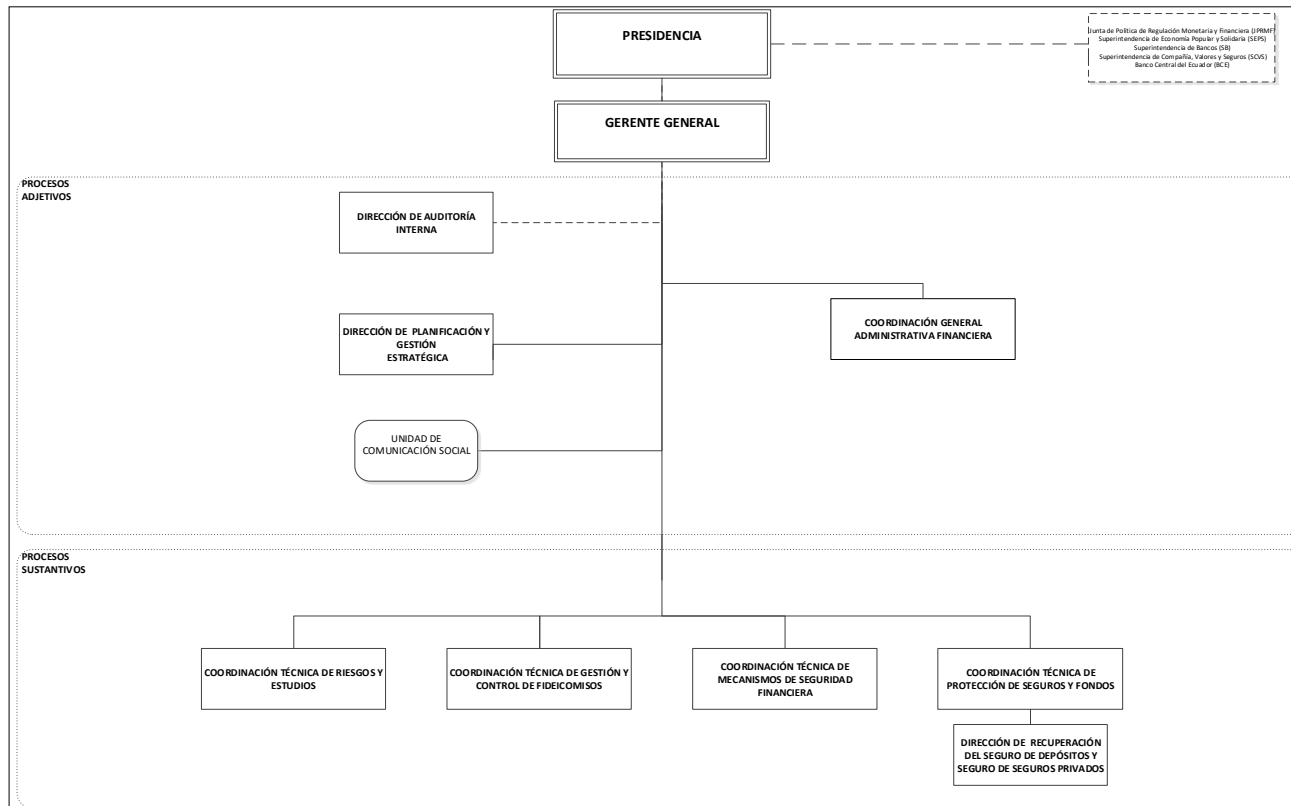 PRESIDENCIA
Junta de Política de Regulación Monetaria y Financiera (JPRMF)
Superintendencia de Economía Popular y Solidaria (SEPS)
Superintendencia de Bancos (SB)
Superintendencia de Compañía, Valores y Seguros (SCVS)
Banco Central del Ecuador (BCE)
GERENTE GENERAL
PROCESOS
ADJETIVOS
DIRECCIÓN DE AUDITORÍA
INTERNA
COORDINACIÓN GENERAL
ADMINISTRATIVA FINANCIERA
DIRECCIÓN DE PLANIFICACIÓN Y
GESTIÓN
ESTRATÉGICA
UNIDAD DE
COMUNICACIÓN SOCIAL
PROCESOS
SUSTANTIVOS
COORDINACIÓN TÉCNICA DE RIESGOS Y
ESTUDIOS
COORDINACIÓN TÉCNICA DE GESTIÓN Y
CONTROL DE FIDEICOMISOS
COORDINACIÓN TÉCNICA DE
MECANISMOS DE SEGURIDAD
FINANCIERA
COORDINACIÓN TÉCNICA DE
PROTECCIÓN DE SEGUROS Y FONDOS
DIRECCIÓN DE RECUPERACIÓN
DEL SEGURO DE DEPÓSITOS Y
SEGURO DE SEGUROS PRIVADOS